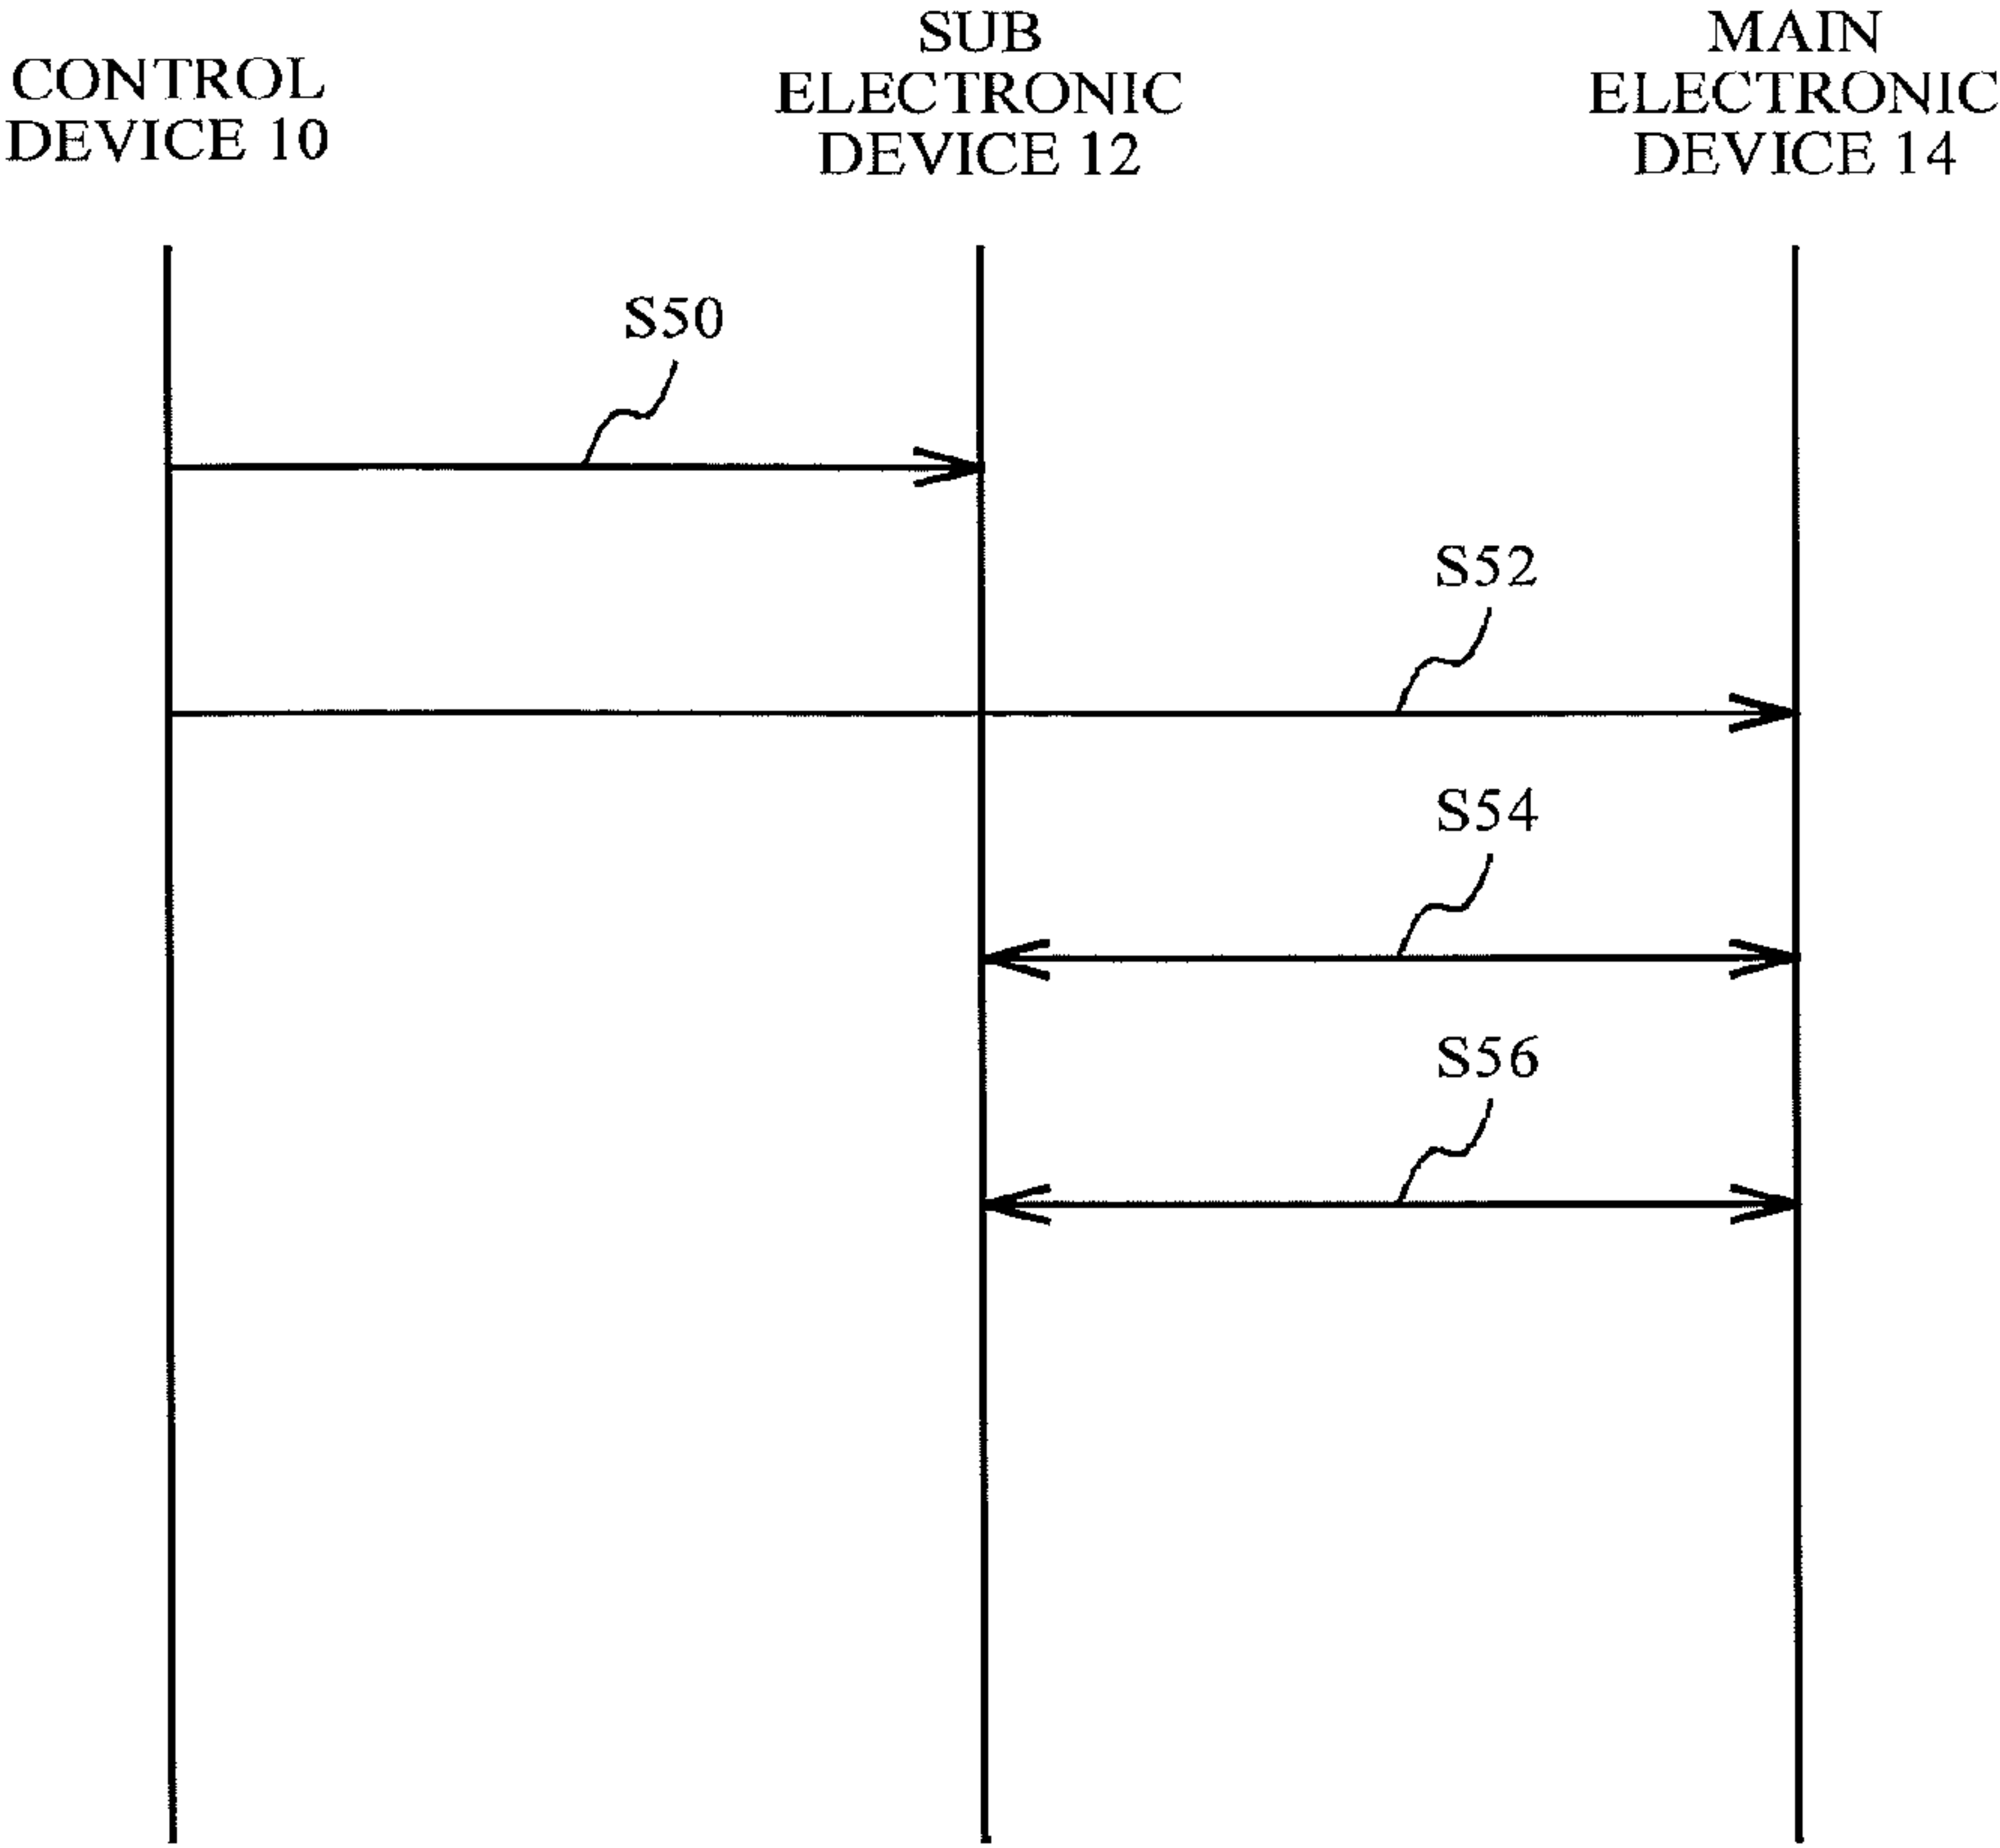 CONTROL
DEVICE 10
SUB
ELECTRONIC
DEVICE 12
MAIN
ELECTRONIC
DEVICE 14
S50
S52
S54
S56